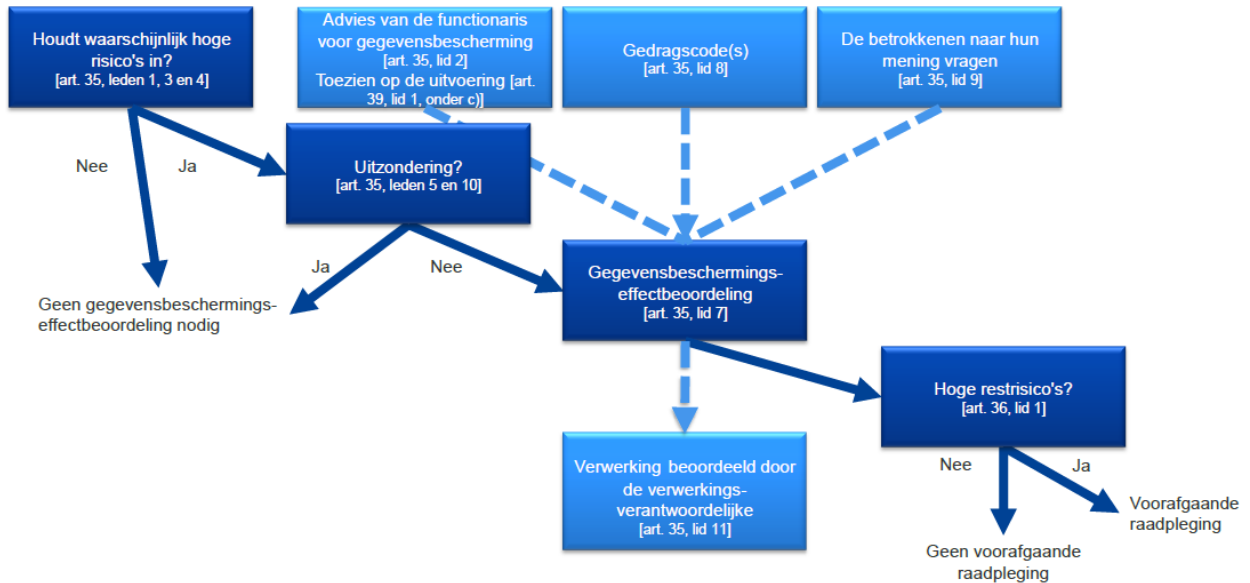 Houdt waarschijnlijk hoge
risico's in?
[art. 35, leden 1, 3 en 4]
Advies van de functionaris
voor gegevensbescherming
[art. 35, lid 2]
Toezien op de uitvoering [art.
39, lid 1, onder c)]
Gedragscode(s)
[art. 35, lid 8]
De betrokkenen naar hun
mening vragen
[art. 35, lid 9]
Nee
Ja
Uitzondering?
[art. 35, leden 5 en 10]
Ja
Nee
Geen gegevensbeschermings-
effectbeoordeling nodig
Gegevensbeschermings-
effectbeoordeling
[art. 35, lid 7]
Hoge restrisico's?
[art. 36, lid 1]
Verwerking beoordeeld door
de verwerkings-
verantwoordelijke
[art. 35, lid 11]
Nee
Ja
Voorafgaande
raadpleging
Geen voorafgaande
raadpleging